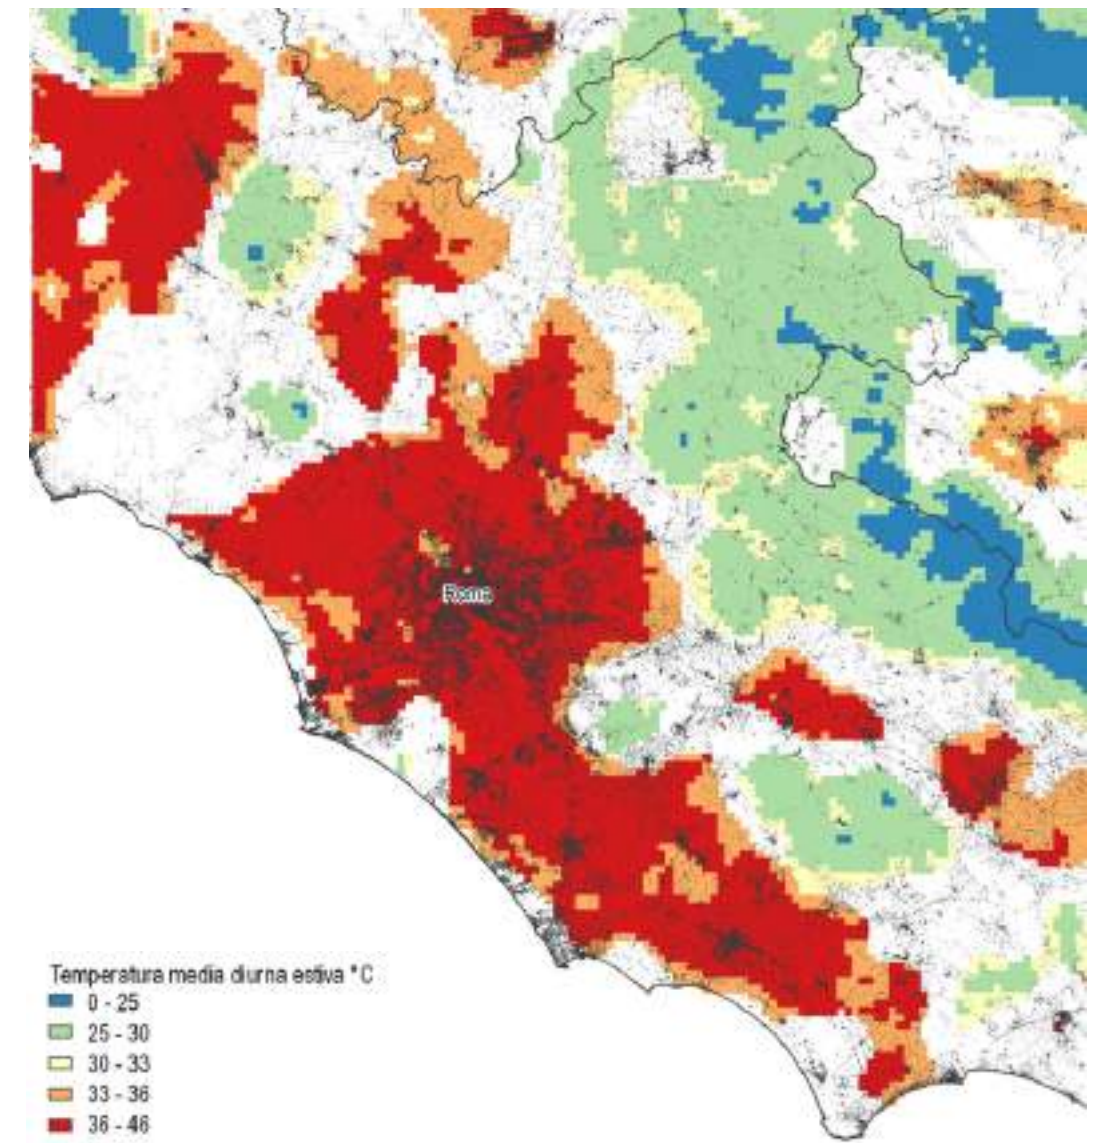 Roma
Temperatura media diurna estiva °C
0 - 25
25 - 30
30 - 33
33 - 36
36 - 46